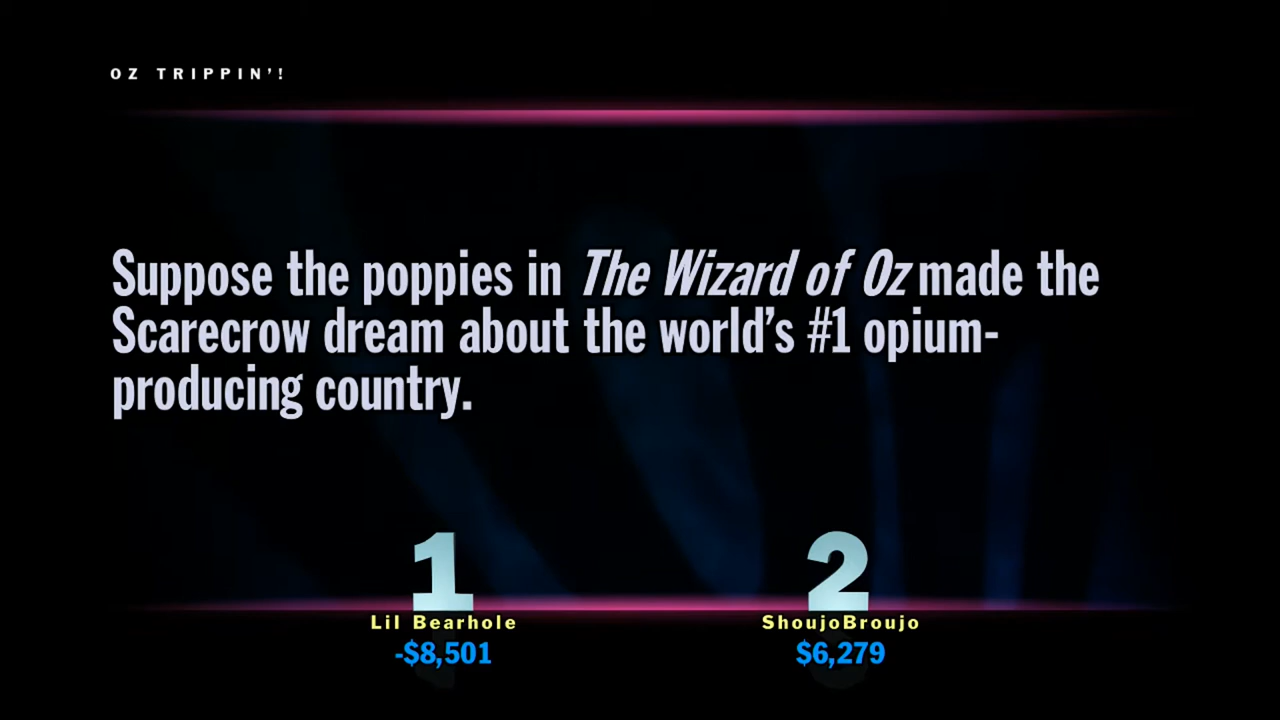 OZ TRIPPIN'!
Suppose the poppies in The Wizard of Oz made the
Scarecrow dream about the world's #1 opium-
producing country.
1 2
Lil Bearhole ShoujoBroujo
-$8,501 $6,279